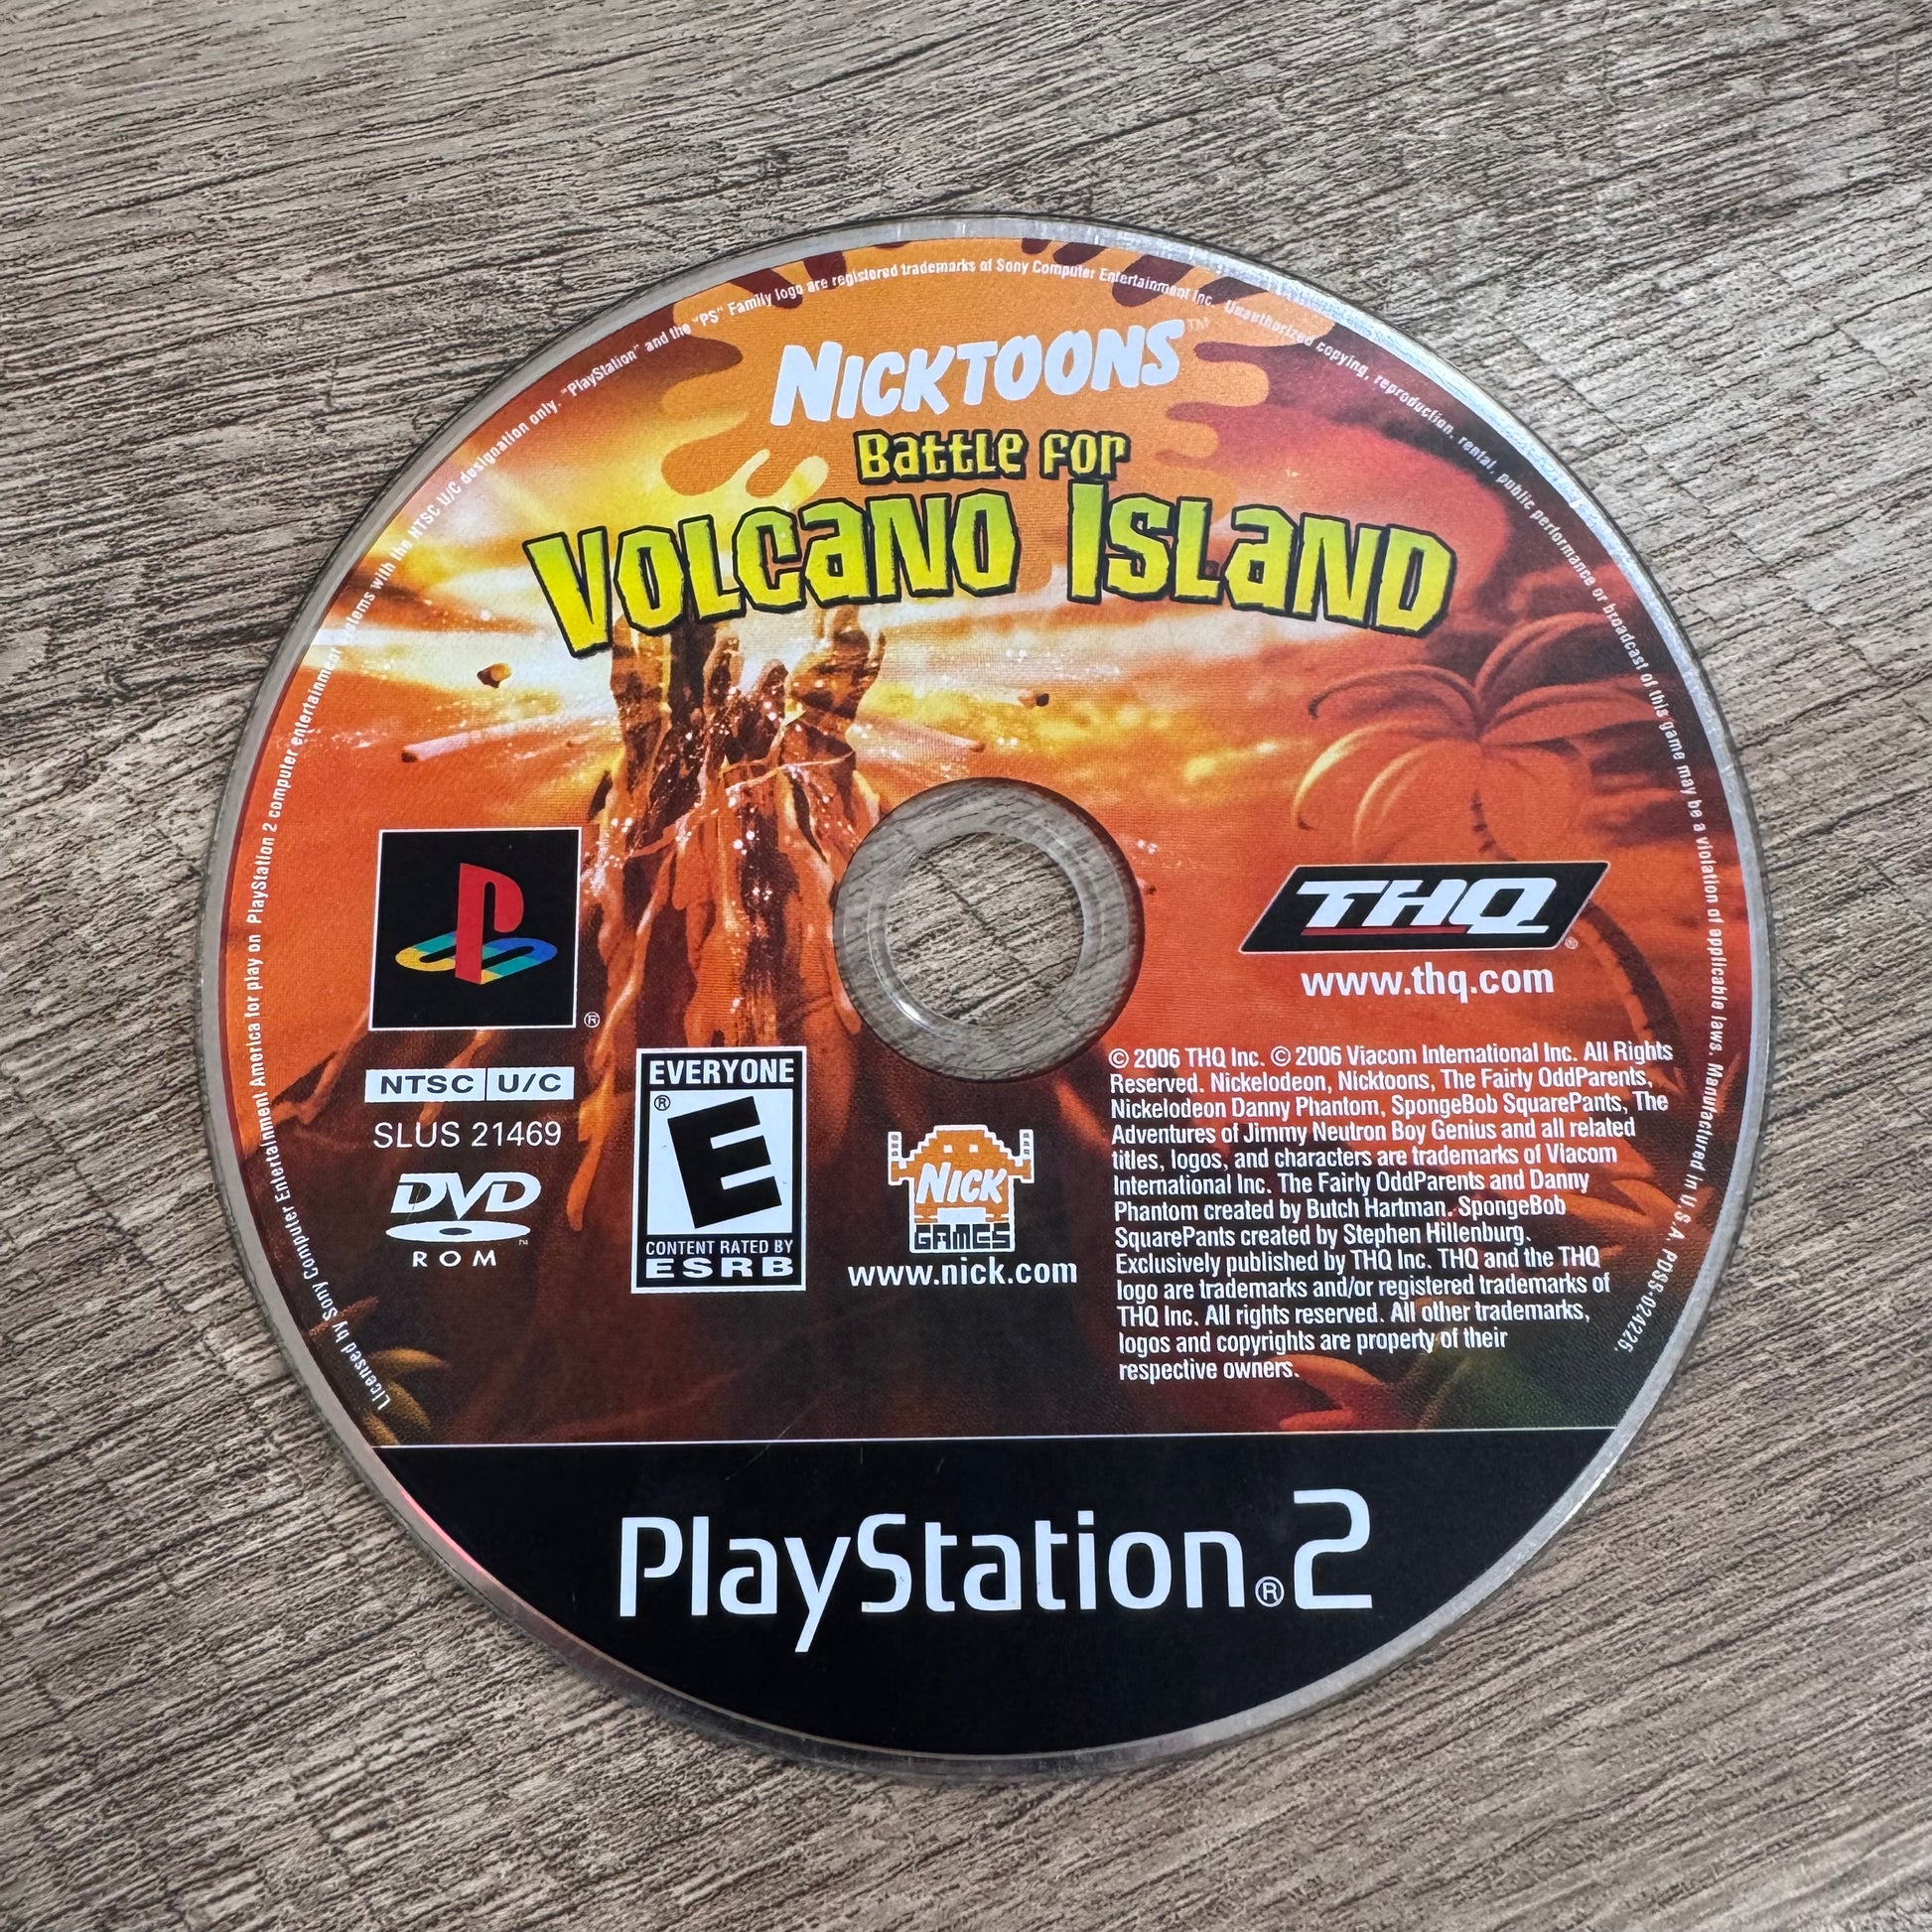 NICKTOONS™
Battle for
Volcano Island
®
NTSC U/C
SLUS 21469
DVD™
ROM
EVERYONE
®
E
CONTENT RATED BY
ESRB
NICK
GAMES
www.nick.com
THQ®
www.thq.com
© 2006 THQ Inc. © 2006 Viacom International Inc. All Rights
Reserved. Nickelodeon, Nicktoons, The Fairly OddParents,
Nickelodeon Danny Phantom, SpongeBob SquarePants, The
Adventures of Jimmy Neutron Boy Genius and all related
titles, logos, and characters are trademarks of Viacom
International Inc. The Fairly OddParents and Danny
Phantom created by Butch Hartman. SpongeBob
SquarePants created by Stephen Hillenburg.
Exclusively published by THQ Inc. THQ and the THQ
logo are trademarks and/or registered trademarks of
THQ Inc. All rights reserved. All other trademarks,
logos and copyrights are property of their
respective owners.
Licensed by Sony Computer Entertainment America for play on PlayStation 2 computer entertainment systems with the NTSC U/C designation only. "PlayStation" and the "PS" Family logo are registered trademarks of Sony Computer Entertainment Inc. Unauthorized copying, reproduction, rental, public performance or broadcast of this game may be a violation of applicable laws. Manufactured in U.S.A. PDSS-024225.
PlayStation®2